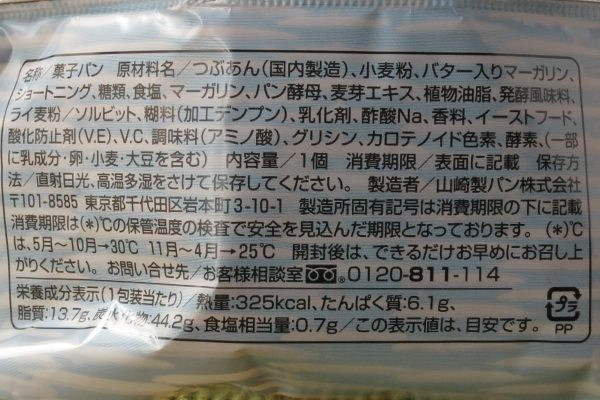 名称／菓子パン 原材料名／つぶあん(国内製造)、小麦粉、バター入りマーガリン、
ショートニング、糖類、食塩、マーガリン、パン酵母、麦芽エキス、植物油脂、発酵風味料、
ライ麦粉／ソルビット、糊料(加工デンプン)、乳化剤、酢酸Na、香料、イーストフード、
酸化防止剤(V.E)、V.C、調味料(アミノ酸)、グリシン、カロテノイド色素、酵素、(一部
に乳成分・卵・小麦・大豆を含む) 内容量／1個 消費期限／表面に記載 保存方
法／直射日光、高温多湿をさけて保存してください。 製造者／山崎製パン株式会社
〒101-8585 東京都千代田区岩本町3-10-1 製造所固有記号は消費期限の下に記載
消費期限は(*)℃の保管温度の検査で安全を見込んだ期限となっております。(*)℃
は、5月〜10月→30℃ 11月〜4月→25℃ 開封後は、できるだけお早めにお召し上
がりください。お問い合せ先／お客様相談室 0120-811-114
栄養成分表示(1包装当たり)／熱量:325kcal、たんぱく質:6.1g、
脂質:13.7g、炭水化物:44.2g、食塩相当量:0.7g／この表示値は、目安です。
プラ
PP